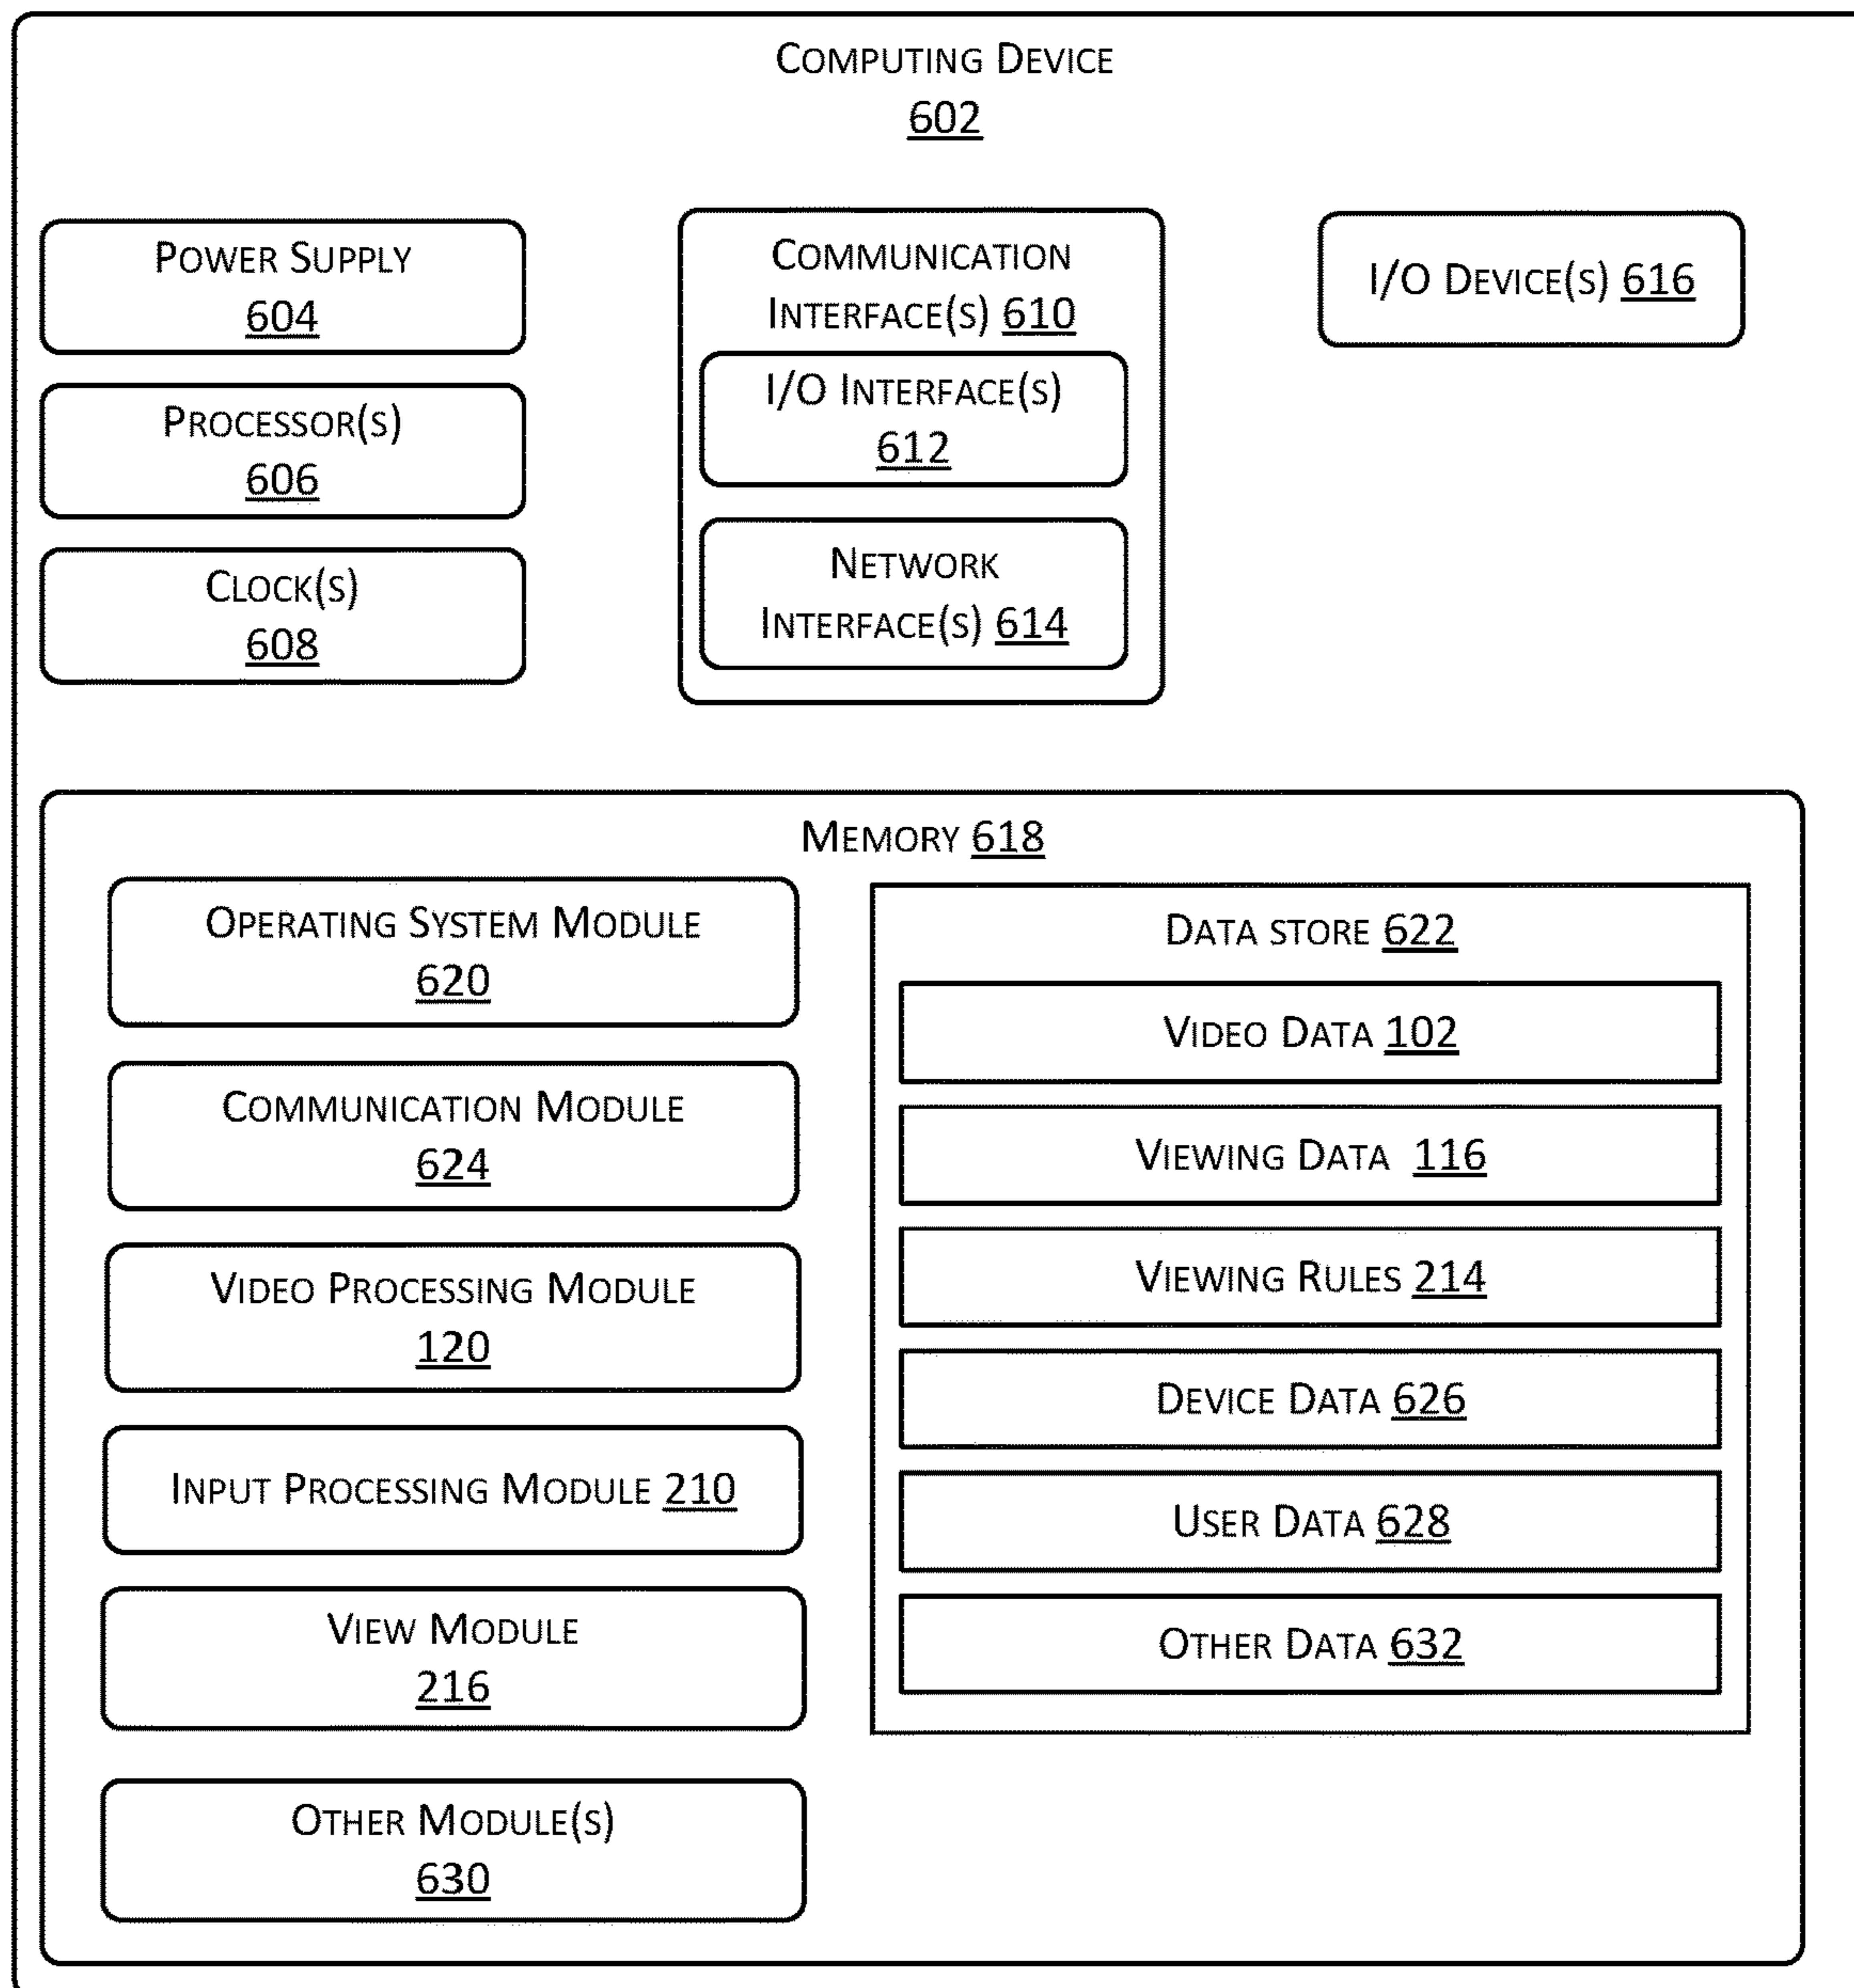 COMPUTING DEVICE
602
POWER SUPPLY
604
PROCESSOR(S)
606
CLOCK(S)
608
COMMUNICATION
INTERFACE(S) 610
I/O INTERFACE(S)
612
NETWORK
INTERFACE(S) 614
I/O DEVICE(S) 616
MEMORY 618
OPERATING SYSTEM MODULE
620
COMMUNICATION MODULE
624
VIDEO PROCESSING MODULE
120
INPUT PROCESSING MODULE 210
VIEW MODULE
216
OTHER MODULE(S)
630
DATA STORE 622
VIDEO DATA 102
VIEWING DATA 116
VIEWING RULES 214
DEVICE DATA 626
USER DATA 628
OTHER DATA 632